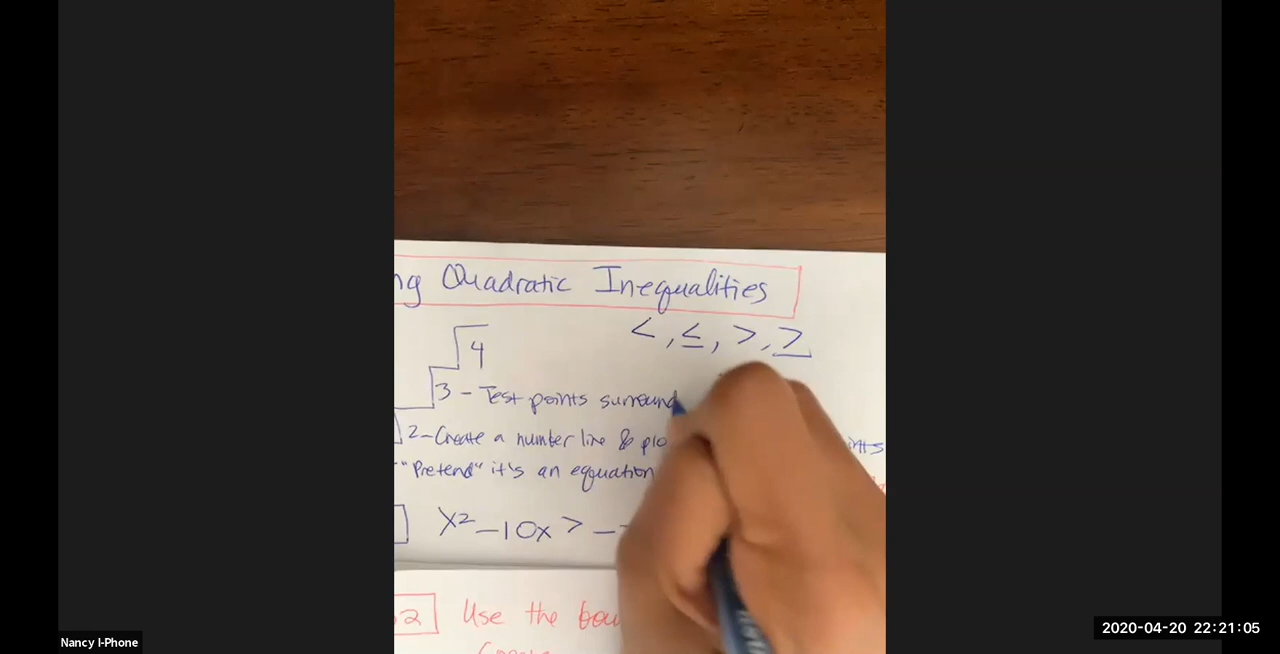 ng Quadratic Inequalities
<, ≤, >, ≥
4
3 - Test points surround
2 - Create a number line & plo
"Pretend" it's an equation
x² - 10x > -
2 Use the bou
Nancy I-Phone
2020-04-20 22:21:05